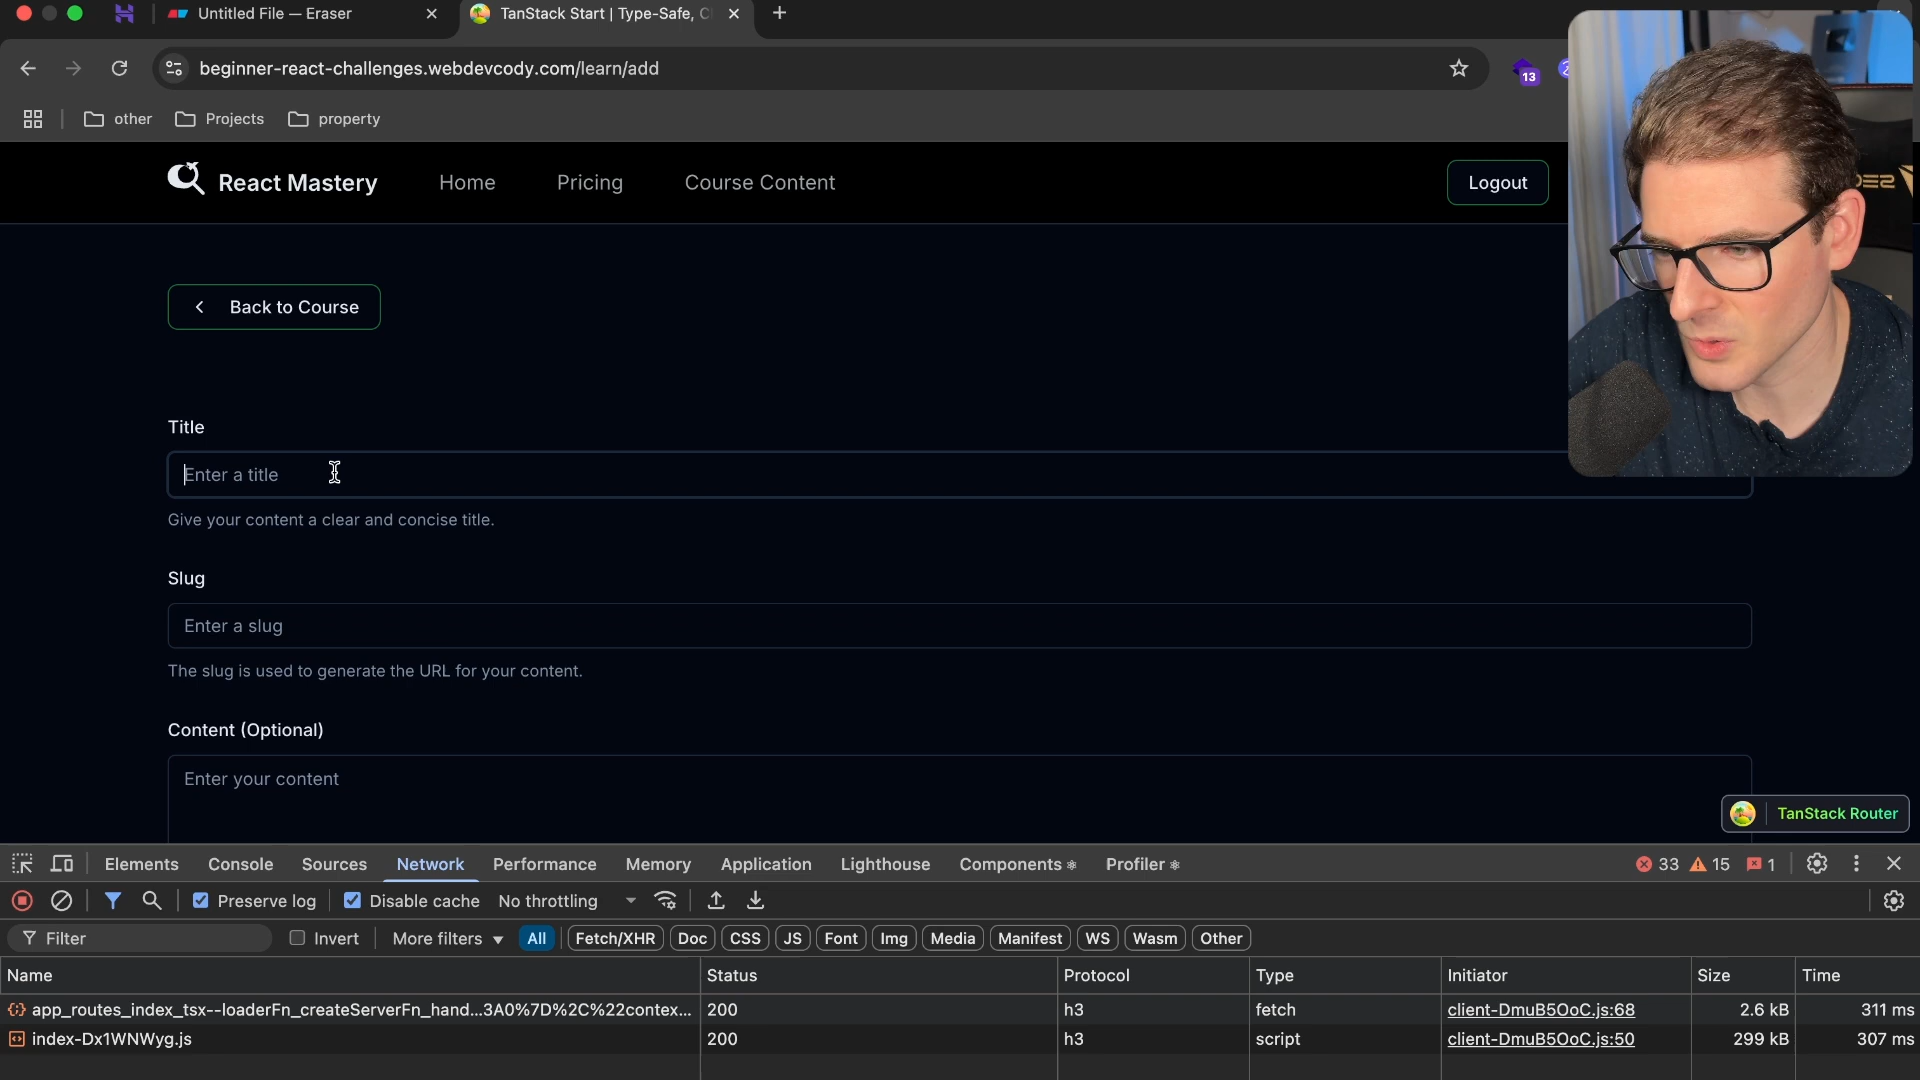 Untitled File — Eraser
TanStack Start | Type-Safe, C
beginner-react-challenges.webdevcody.com/learn/add
13
other
Projects
property
React Mastery
Home
Pricing
Course Content
Logout
Back to Course
Title
Enter a title
Give your content a clear and concise title.
Slug
Enter a slug
The slug is used to generate the URL for your content.
Content (Optional)
Enter your content
TanStack Router
Elements
Console
Sources
Network
Performance
Memory
Application
Lighthouse
Components
Profiler
33
15
1
Preserve log
Disable cache
No throttling
Filter
Invert
More filters
All
Fetch/XHR
Doc
CSS
JS
Font
Img
Media
Manifest
WS
Wasm
Other
Name Status Protocol Type Initiator Size Time
app_routes_index_tsx--loaderFn_createServerFn_hand...3A0%7D%2C%22contex... 200 h3 fetch client-DmuB5OoC.js:68 2.6 kB 311 ms
index-Dx1WNWyg.js 200 h3 script client-DmuB5OoC.js:50 299 kB 307 ms